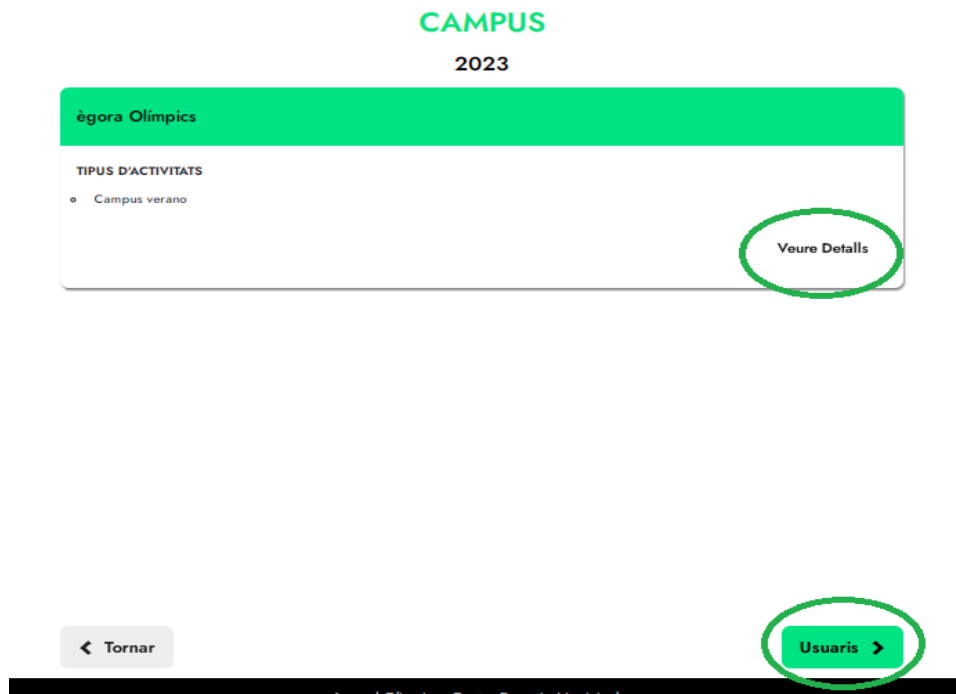 CAMPUS
2023
ègora Olímpics
TIPUS D'ACTIVITATS
Campus verano
Veure Detalls
Tornar
Usuaris